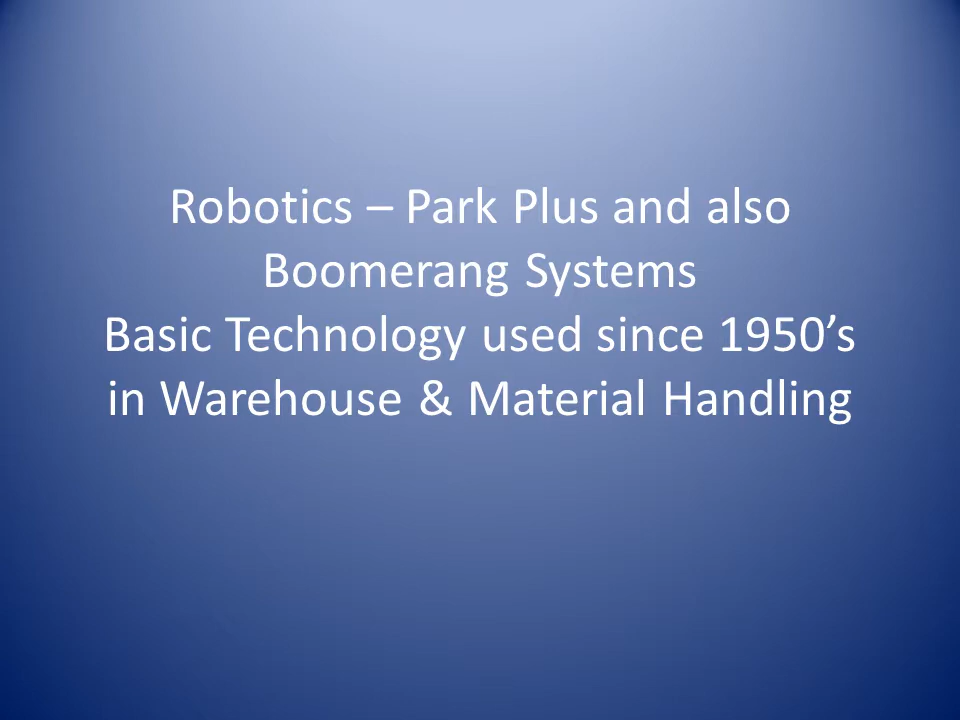 Robotics – Park Plus and also
Boomerang Systems
Basic Technology used since 1950’s
in Warehouse & Material Handling